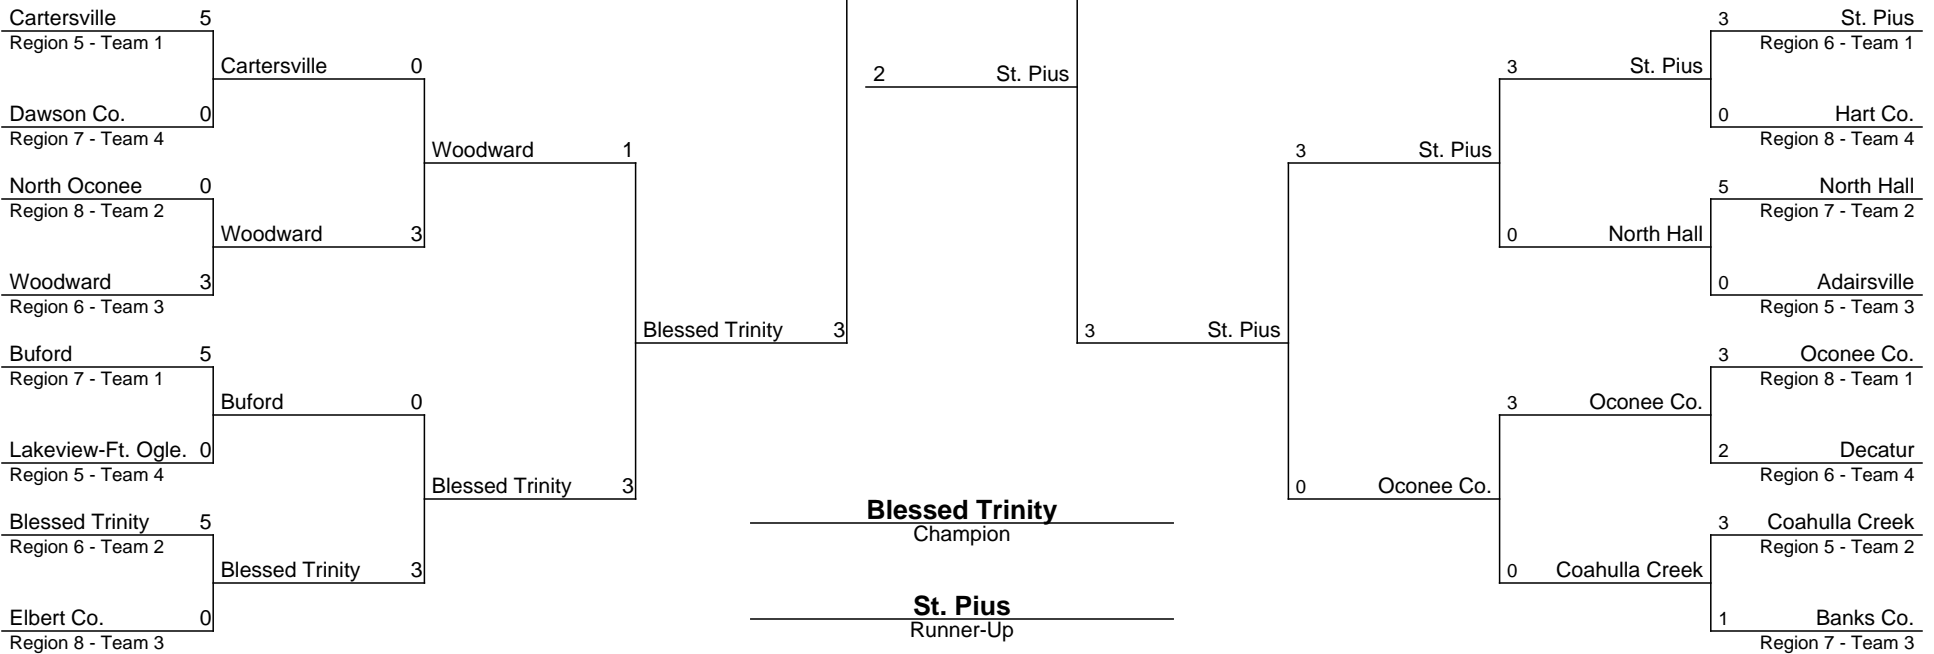 Cartersville 5
Region 5 - Team 1
Cartersville 0
Dawson Co. 0
Region 7 - Team 4
Woodward 1
North Oconee 0
Region 8 - Team 2
Woodward 3
Woodward 3
Region 6 - Team 3
Blessed Trinity 3
Buford 5
Region 7 - Team 1
Buford 0
Lakeview-Ft. Ogle. 0
Region 5 - Team 4
Blessed Trinity 3
Blessed Trinity 5
Region 6 - Team 2
Blessed Trinity 3
Elbert Co. 0
Region 8 - Team 3
2 St. Pius
Blessed Trinity
Champion
St. Pius
Runner-Up
3 St. Pius
Region 6 - Team 1
3 St. Pius
0 Hart Co.
Region 8 - Team 4
3 St. Pius
5 North Hall
Region 7 - Team 2
0 North Hall
0 Adairsville
Region 5 - Team 3
3 St. Pius
3 Oconee Co.
Region 8 - Team 1
3 Oconee Co.
2 Decatur
Region 6 - Team 4
0 Oconee Co.
3 Coahulla Creek
Region 5 - Team 2
0 Coahulla Creek
1 Banks Co.
Region 7 - Team 3